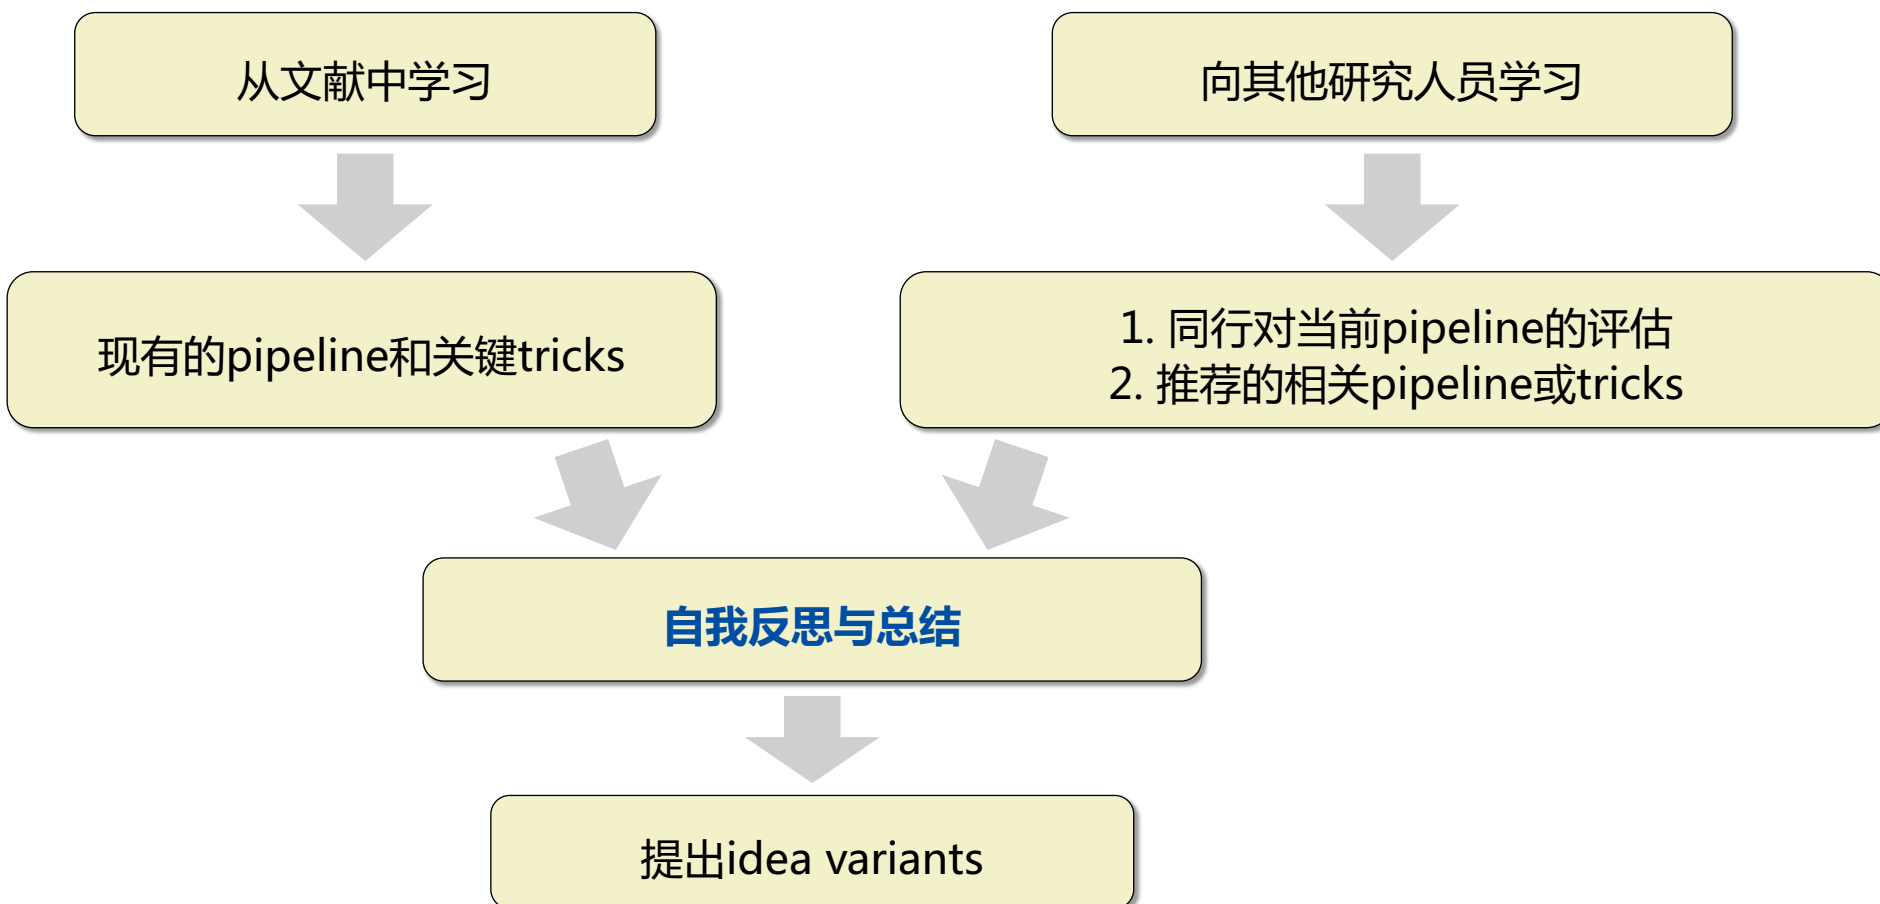 从文献中学习
向其他研究人员学习
现有的pipeline和关键tricks
1. 同行对当前pipeline的评估
2. 推荐的相关pipeline或tricks
自我反思与总结
提出idea variants